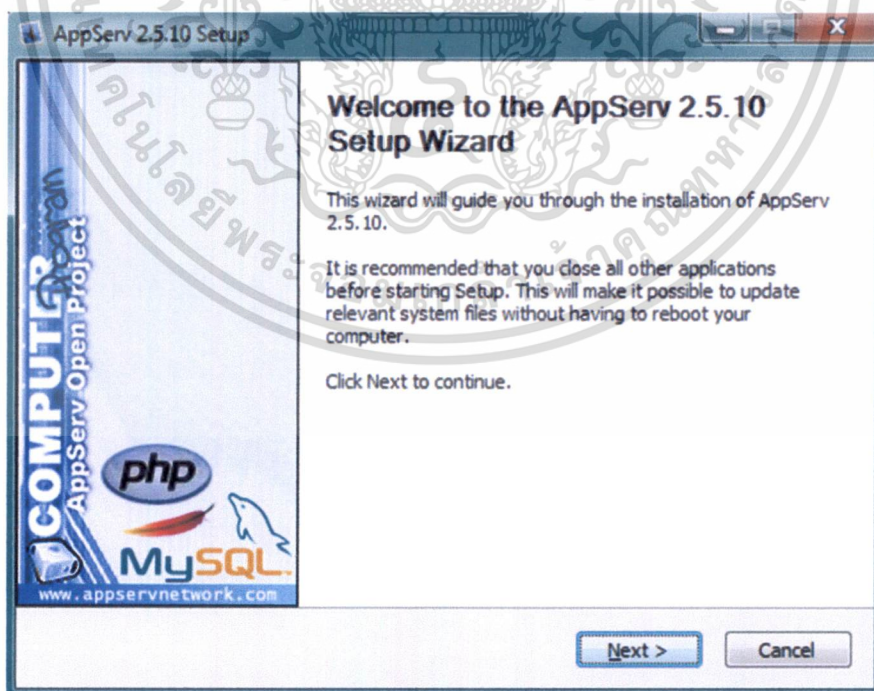 AppServ 2.5.10 Setup
Welcome to the AppServ 2.5.10
Setup Wizard
This wizard will guide you through the installation of AppServ
2.5.10.
It is recommended that you close all other applications
before starting Setup. This will make it possible to update
relevant system files without having to reboot your
computer.
Click Next to continue.
COMPUTER
Program
AppServ Open Project
php
MySQL
www.appservnetwork.com
Next >
Cancel